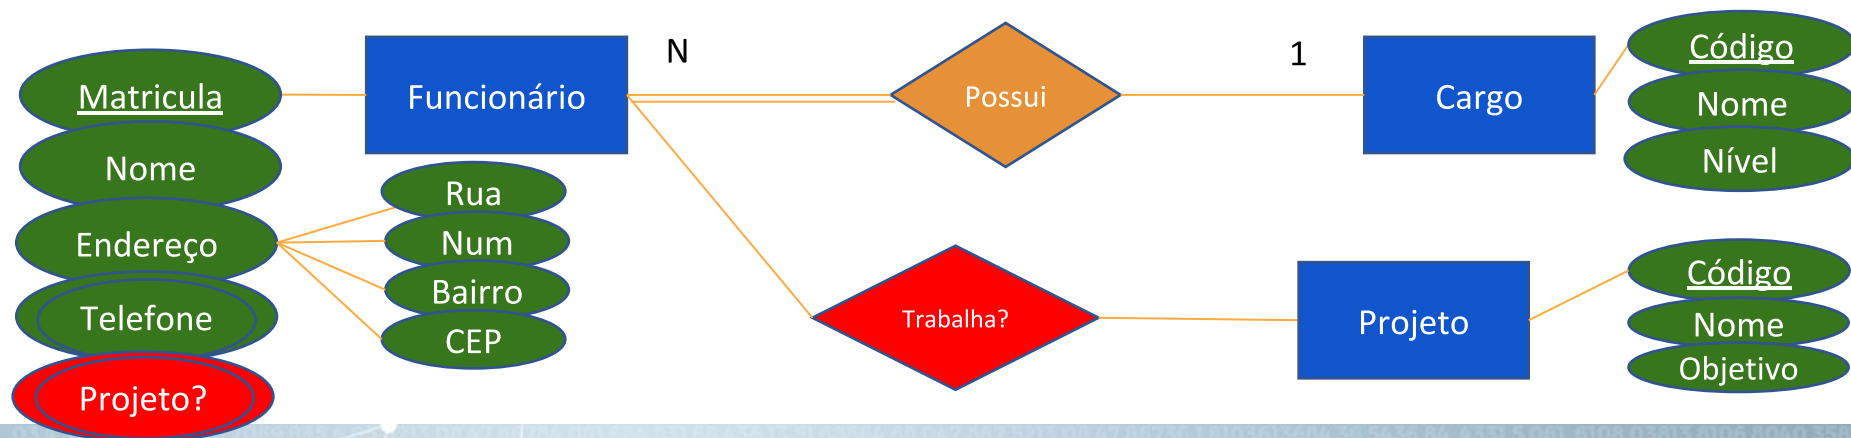 Matricula
Nome
Endereço
Telefone
Projeto?
Funcionário
Rua
Num
Bairro
CEP
N
Possui
1
Cargo
Código
Nome
Nível
Trabalha?
Projeto
Código
Nome
Objetivo